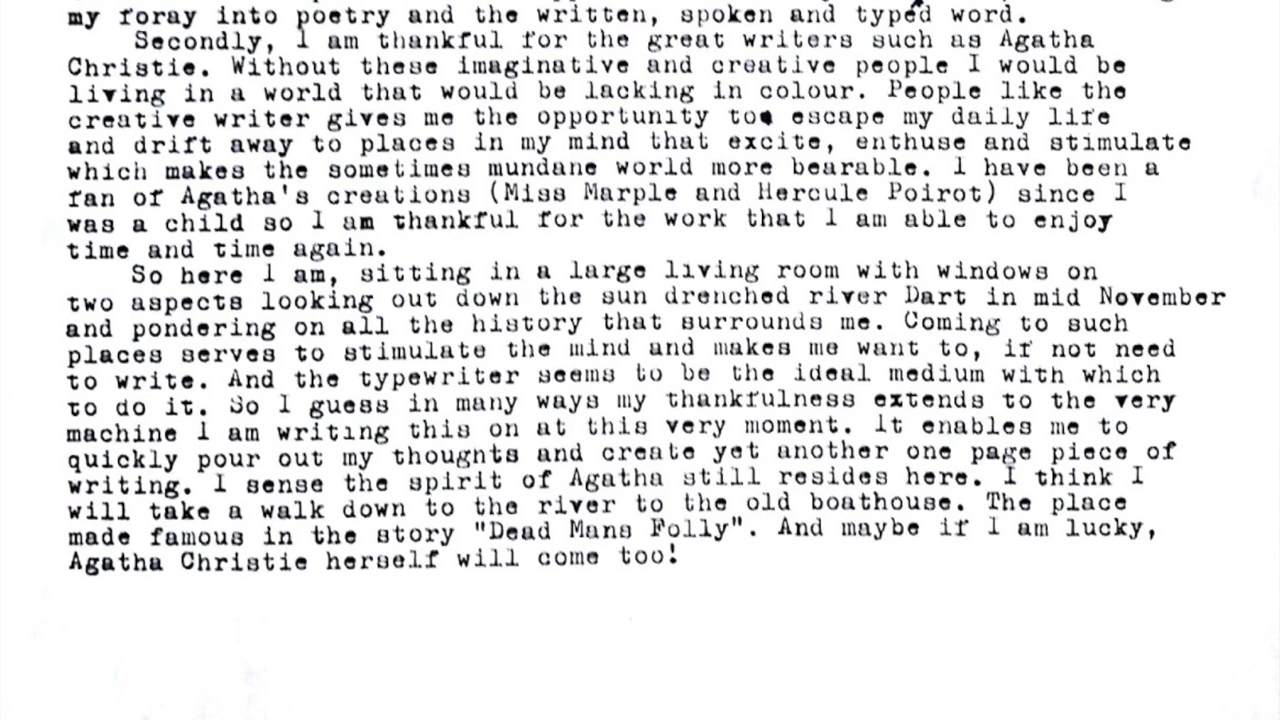 my foray into poetry and the written, spoken and typed word.
Secondly, I am thankful for the great writers such as Agatha
Christie. Without these imaginative and creative people I would be
living in a world that would be lacking in colour. People like the
creative writer gives me the opportunity to escape my daily life
and drift away to places in my mind that excite, enthuse and stimulate
which makes the sometimes mundane world more bearable. I have been a
fan of Agatha's creations (Miss Marple and Hercule Poirot) since I
was a child so I am thankful for the work that I am able to enjoy
time and time again.
So here I am, sitting in a large living room with windows on
two aspects looking out down the sun drenched river Dart in mid November
and pondering on all the history that surrounds me. Coming to such
places serves to stimulate the mind and makes me want to, if not need
to write. And the typewriter seems to be the ideal medium with which
to do it. So I guess in many ways my thankfulness extends to the very
machine I am writing this on at this very moment. It enables me to
quickly pour out my thoughts and create yet another one page piece of
writing. I sense the spirit of Agatha still resides here. I think I
will take a walk down to the river to the old boathouse. The place
made famous in the story "Dead Mans Folly". And maybe if I am lucky,
Agatha Christie herself will come too!